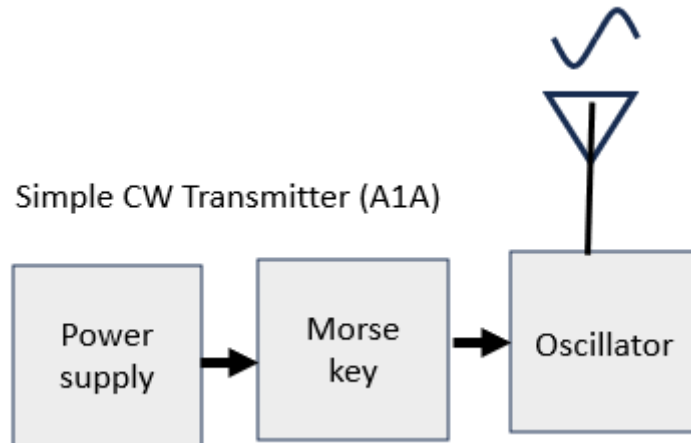 Simple CW Transmitter (A1A)
Power
supply
Morse
key
Oscillator